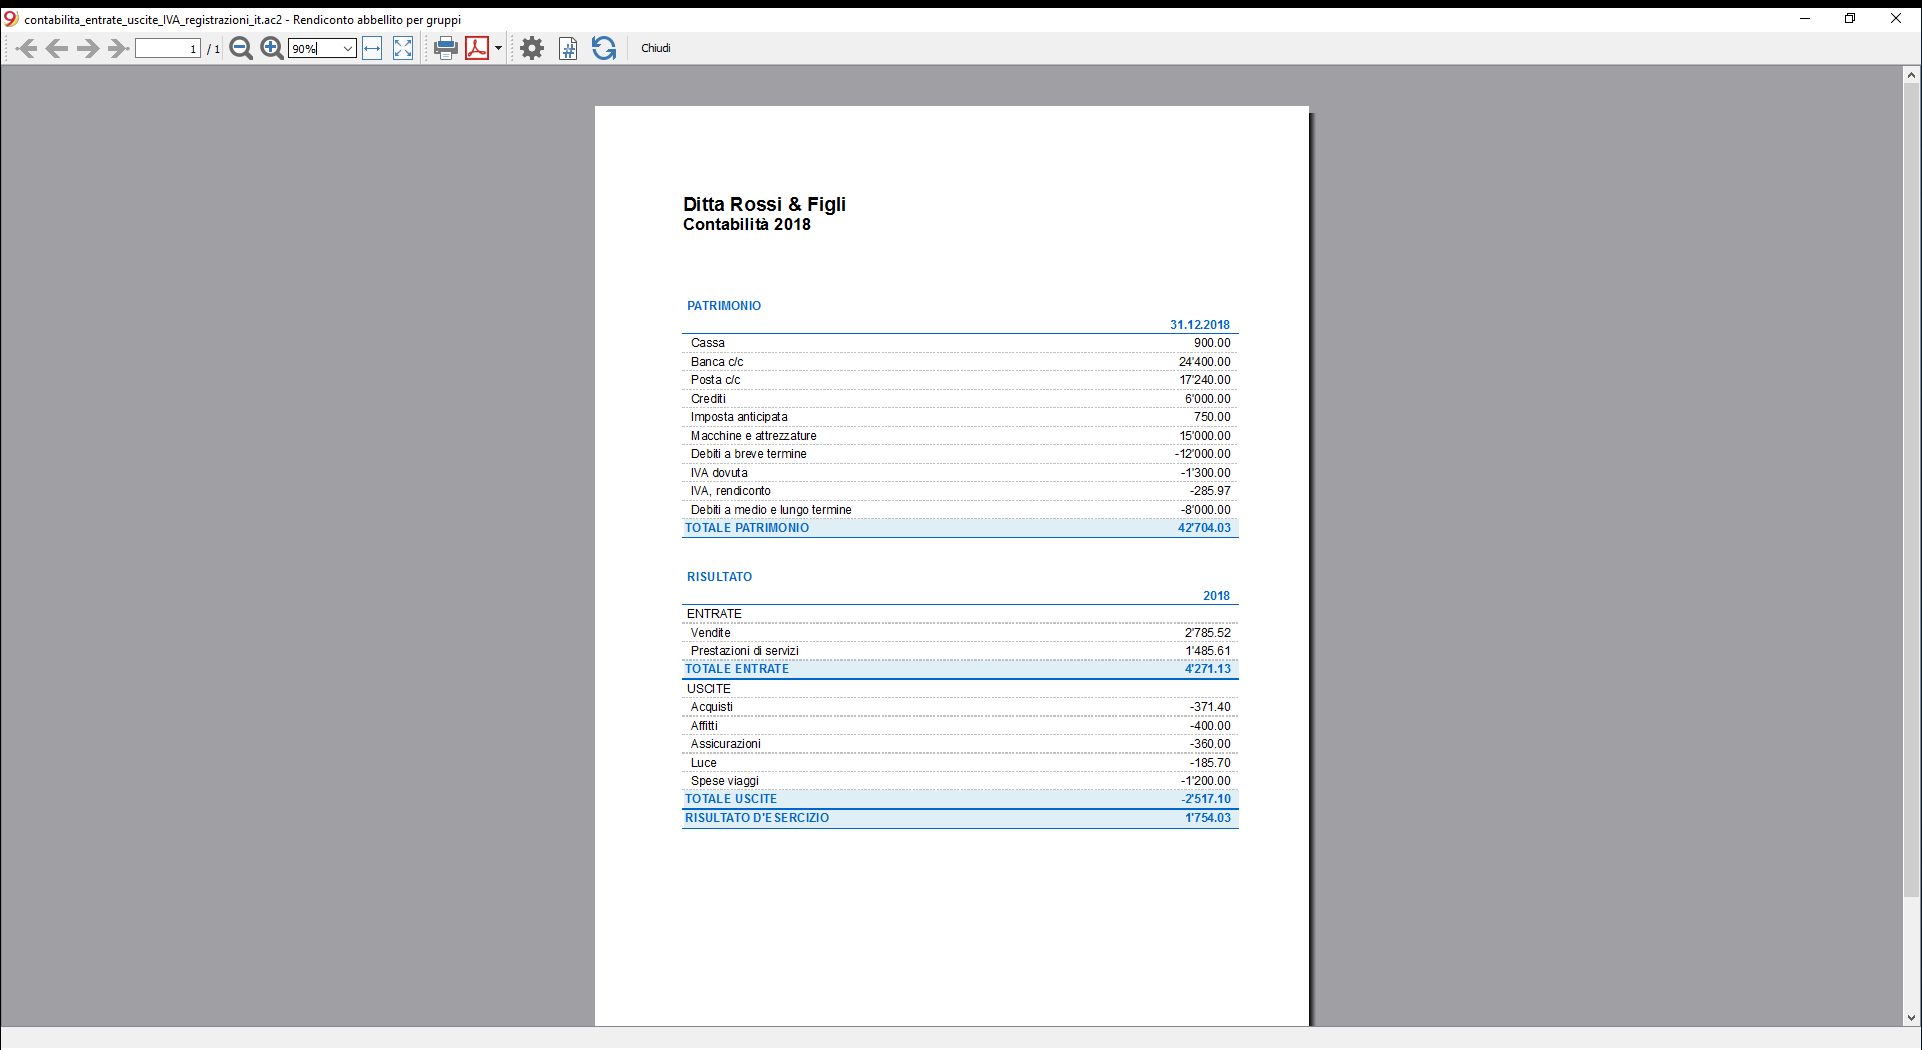 contabilita_entrate_uscite_IVA_registrazioni_it.ac2 - Rendiconto abbellito per gruppi
1 / 1 90% Chiudi
Ditta Rossi & Figli
Contabilità 2018
PATRIMONIO
31.12.2018
Cassa 900.00
Banca c/c 24'400.00
Posta c/c 17'240.00
Crediti 6'000.00
Imposta anticipata 750.00
Macchine e attrezzature 15'000.00
Debiti a breve termine -12'000.00
IVA dovuta -1'300.00
IVA, rendiconto -285.97
Debiti a medio e lungo termine -8'000.00
TOTALE PATRIMONIO 42'704.03
RISULTATO
2018
ENTRATE
Vendite 2'785.52
Prestazioni di servizi 1'485.61
TOTALE ENTRATE 4'271.13
USCITE
Acquisti -371.40
Affitti -400.00
Assicurazioni -360.00
Luce -185.70
Spese viaggi -1'200.00
TOTALE USCITE -2'517.10
RISULTATO D'ESERCIZIO 1'754.03